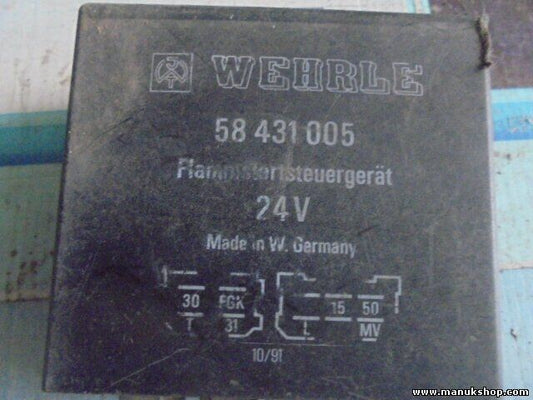 WEHRLE
58 431 005
Flammstartsteuergerät
24V
Made in W. Germany
30 FGK 15 50
T 31 L MV
10/91
www.manukshop.com